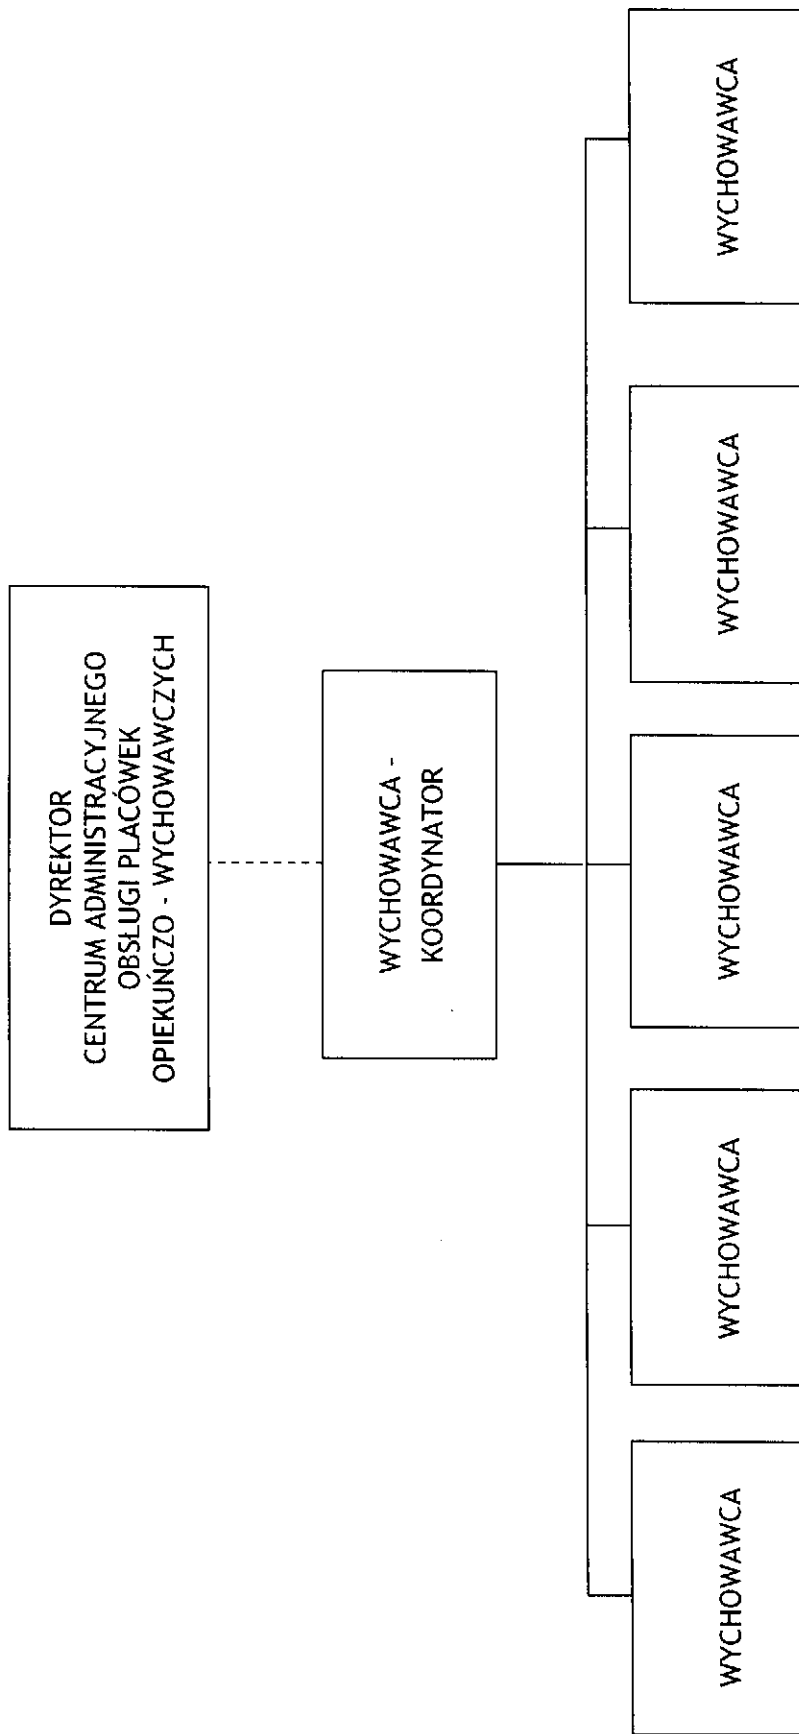 DYREKTOR
CENTRUM ADMINISTRACYJNEGO
OBSŁUGI PLACÓWEK
OPIEKUŃCZO - WYCHOWAWCZYCH
WYCHOWAWCA -
KOORDYNATOR
WYCHOWAWCA
WYCHOWAWCA
WYCHOWAWCA
WYCHOWAWCA
WYCHOWAWCA